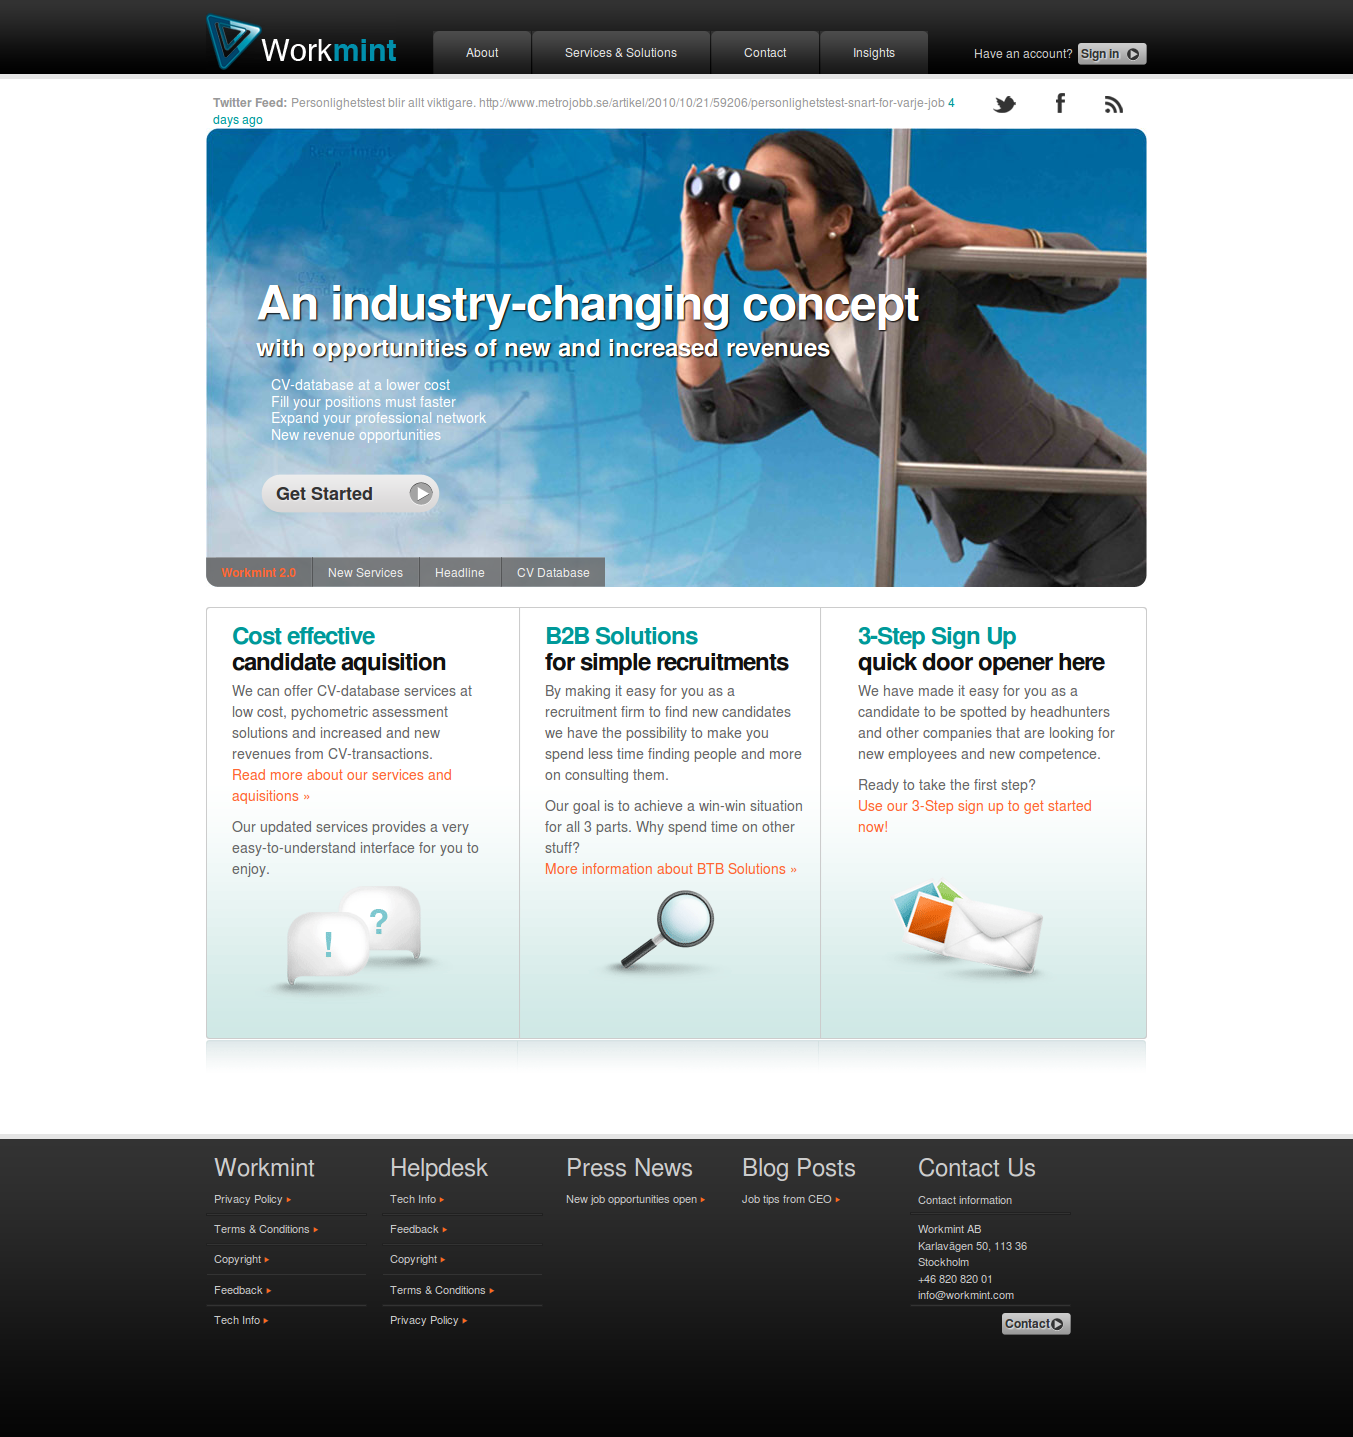 Workmint
About
Services & Solutions
Contact
Insights
Have an account?
Sign in
Twitter Feed: Personlighetstest blir allt viktigare. http://www.metrojobb.se/artikel/2010/10/21/59206/personlighetstest-snart-for-varje-job 4
days ago
Recruitment
mint
An industry-changing concept
with opportunities of new and increased revenues
CV-database at a lower cost
Fill your positions must faster
Expand your professional network
New revenue opportunities
Get Started
Workmint 2.0
New Services
Headline
CV Database
Cost effective
candidate aquisition
We can offer CV-database services at
low cost, pychometric assessment
solutions and increased and new
revenues from CV-transactions.
Read more about our services and
aquisitions »
Our updated services provides a very
easy-to-understand interface for you to
enjoy.
! ?
B2B Solutions
for simple recruitments
By making it easy for you as a
recruitment firm to find new candidates
we have the possibility to make you
spend less time finding people and more
on consulting them.
Our goal is to achieve a win-win situation
for all 3 parts. Why spend time on other
stuff?
More information about BTB Solutions »
3-Step Sign Up
quick door opener here
We have made it easy for you as a
candidate to be spotted by headhunters
and other companies that are looking for
new employees and new competence.
Ready to take the first step?
Use our 3-Step sign up to get started
now!
Workmint
Privacy Policy
Terms & Conditions
Copyright
Feedback
Tech Info
Helpdesk
Tech Info
Feedback
Copyright
Terms & Conditions
Privacy Policy
Press News
New job opportunities open
Blog Posts
Job tips from CEO
Contact Us
Contact information
Workmint AB
Karlavägen 50, 113 36
Stockholm
+46 820 820 01
info@workmint.com
Contact